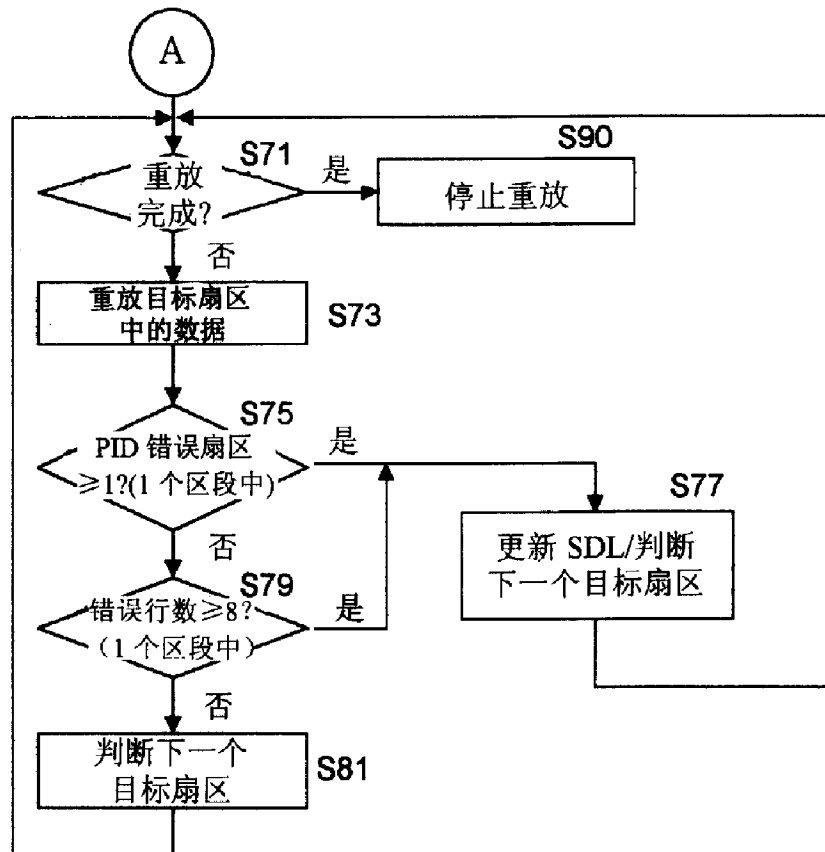 A
S71
重放
完成?
是
S90
停止重放
否
重放目标扇区
中的数据
S73
S75
PID 错误扇区
≥1?(1 个区段中)
是
S77
更新 SDL/判断
下一个目标扇区
否
S79
错误行数≥8?
(1 个区段中)
是
否
判断下一个
目标扇区
S81